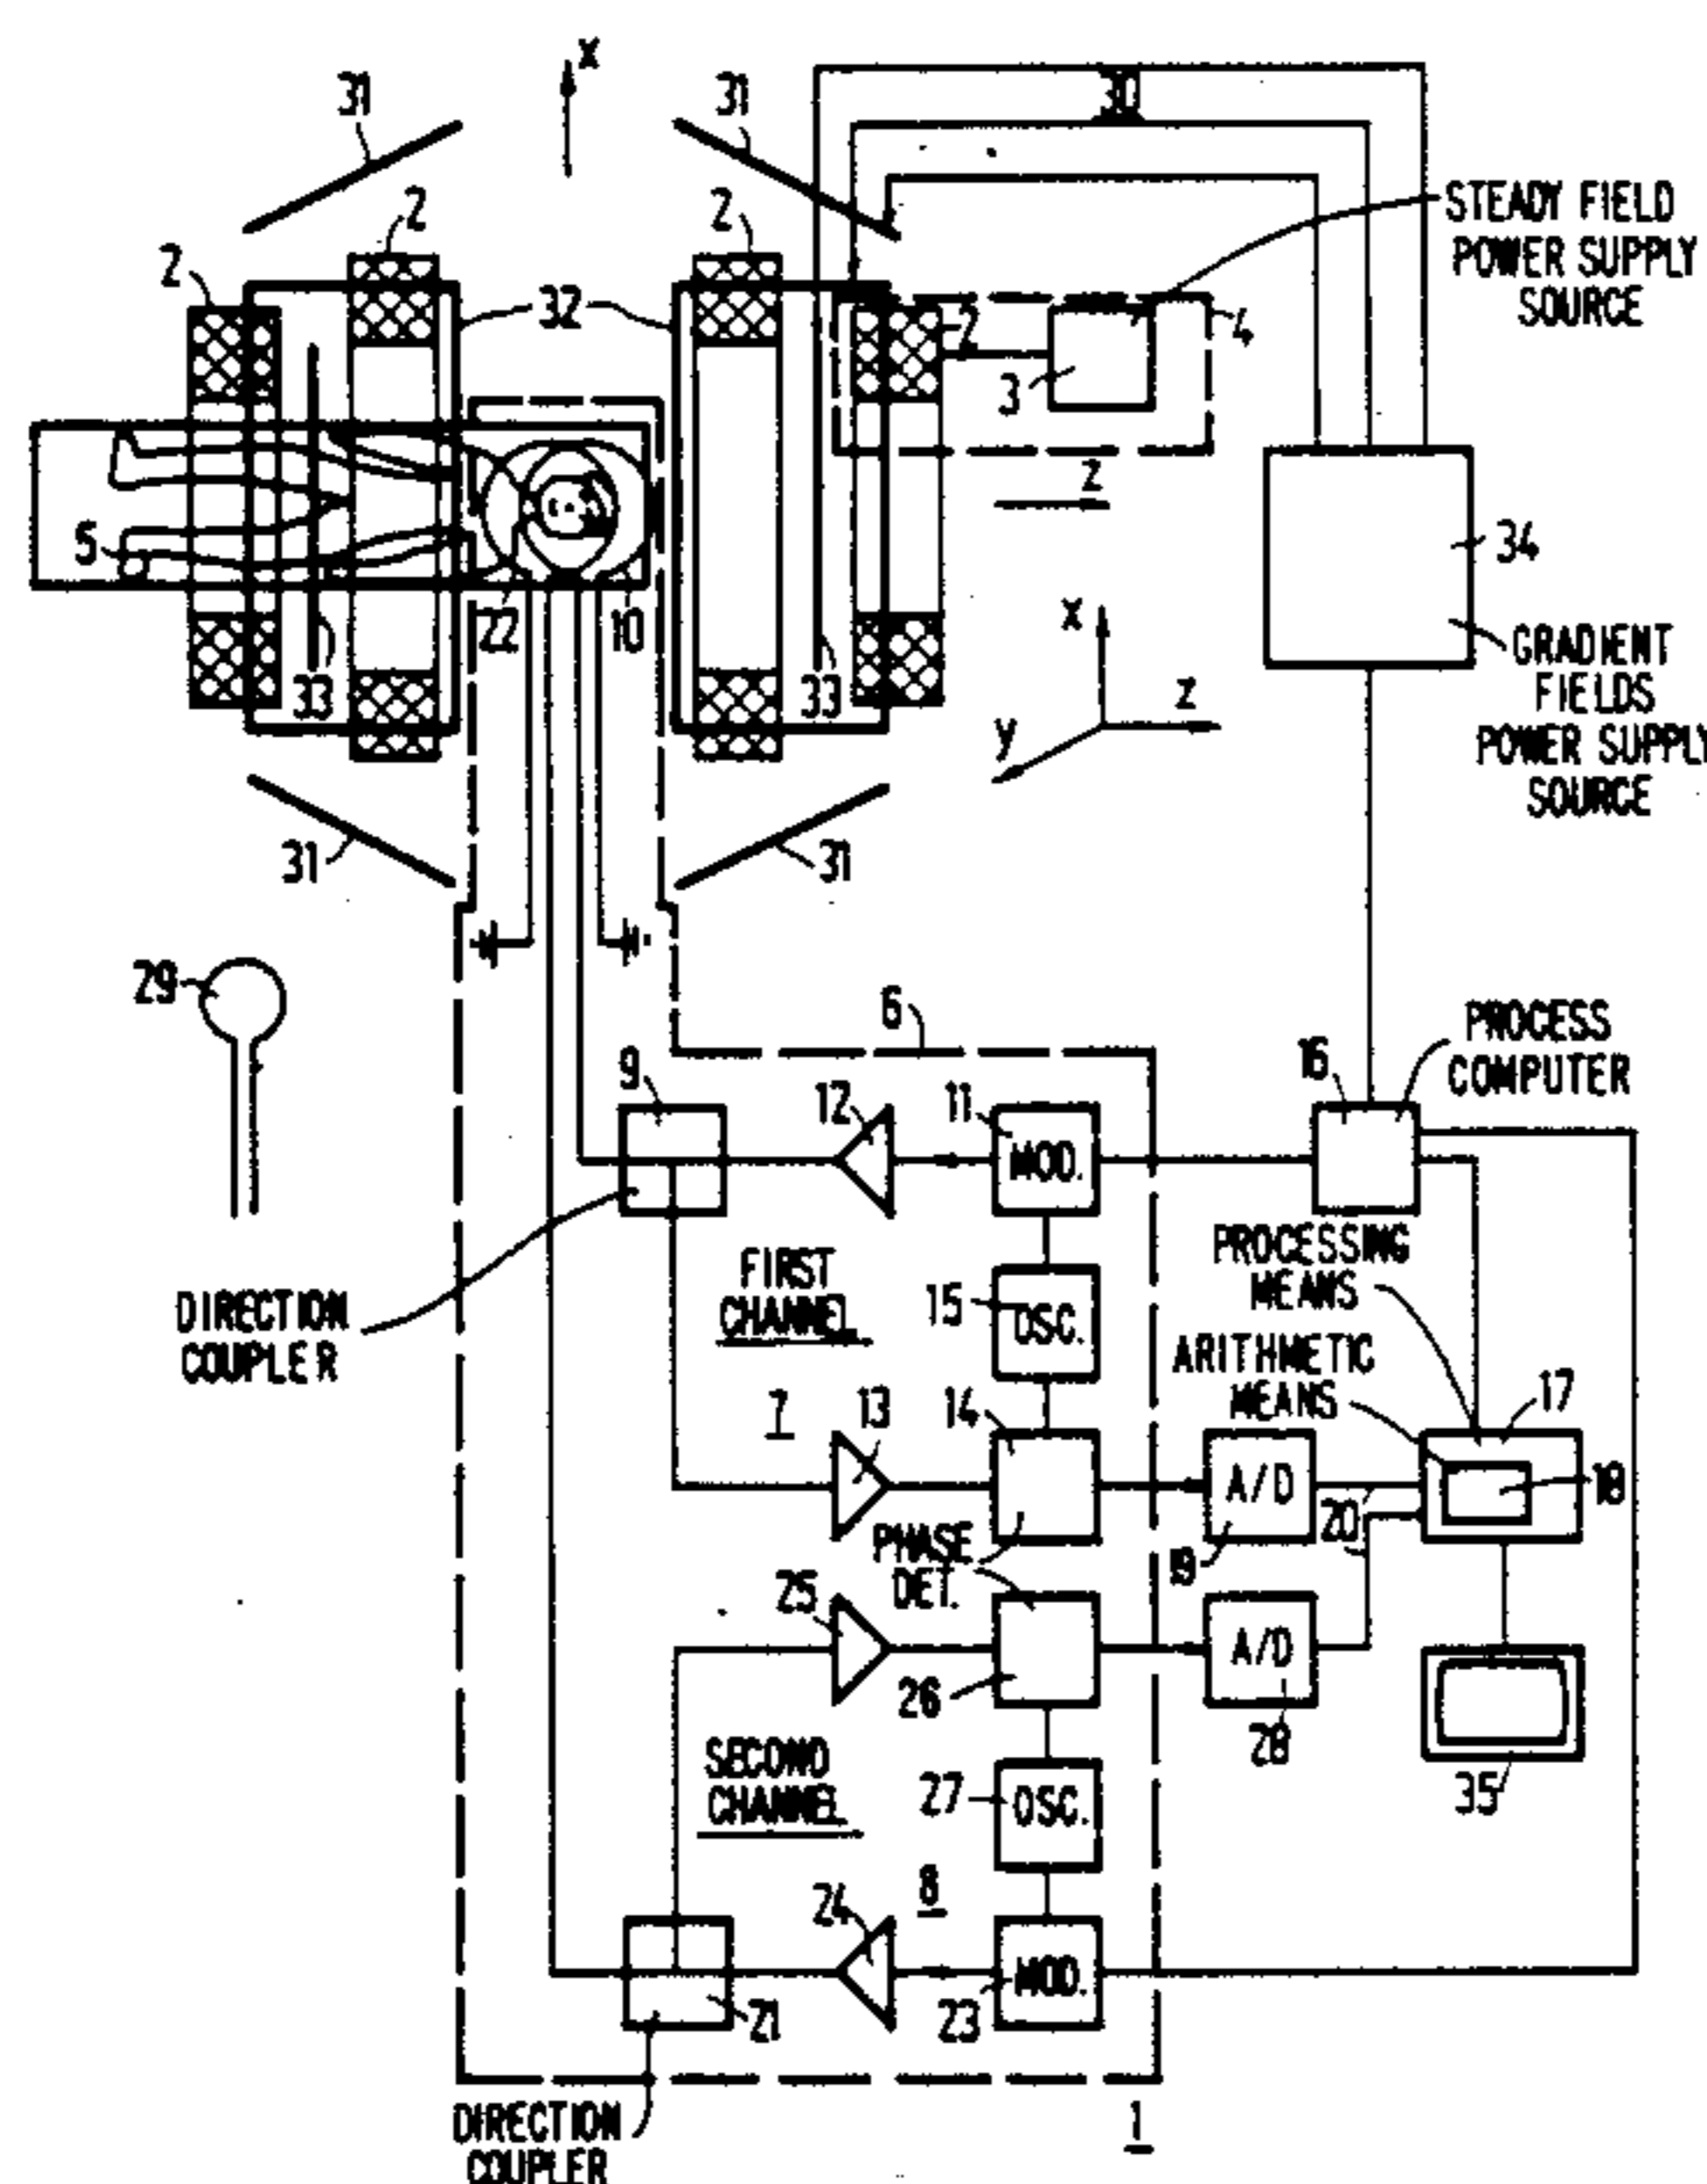 x
31
31
30
2
2
2
STEADY FIELD
POWER SUPPLY
SOURCE
32
2
4
3
z
5
34
22
10
x
33
33
z
y
GRADIENT
FIELDS
POWER SUPPLY
SOURCE
31
31
29
6
PROCESS
COMPUTER
16
9
12
11
MOD.
DIRECTION
COUPLER
FIRST
CHANNEL
15
OSC.
PROCESSING
MEANS
ARITHMETIC
MEANS
7
13
14
17
A/D
18
20
19
PHASE
DET.
25
26
A/D
28
35
SECOND
CHANNEL
27
OSC.
8
24
21
23
MOD.
DIRECTION
COUPLER
1